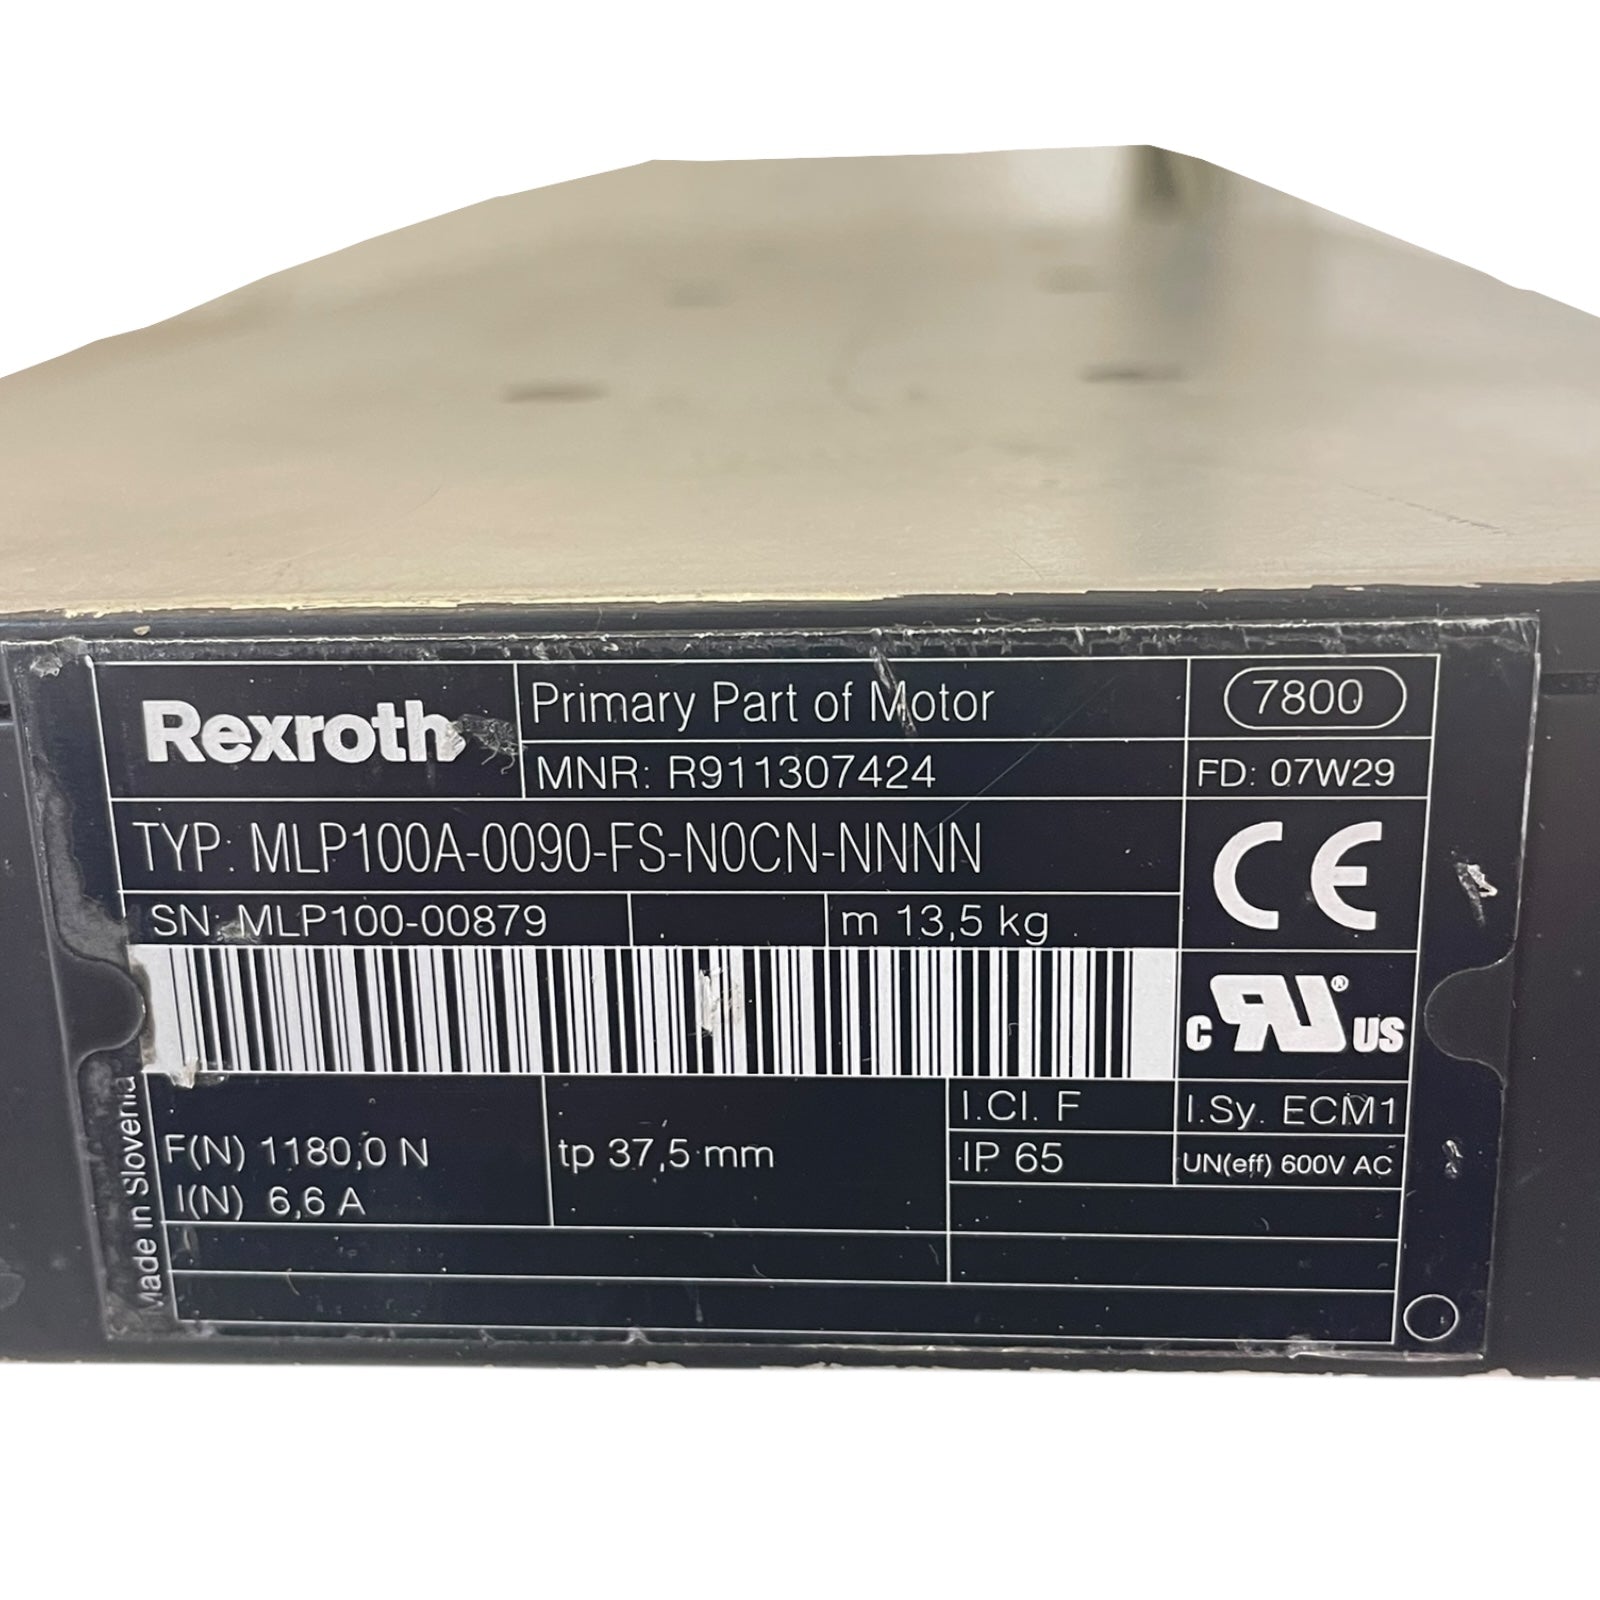 Rexroth
Primary Part of Motor
7800
MNR: R911307424
FD: 07W29
TYP: MLP100A-0090-FS-N0CN-NNNN
CE
SN: MLP100-00879
m 13,5 kg
c RU® US
I.Cl. F
I.Sy. ECM1
F(N) 1180,0 N
tp 37,5 mm
IP 65
UN(eff) 600V AC
I(N) 6,6 A
Made in Slovenia